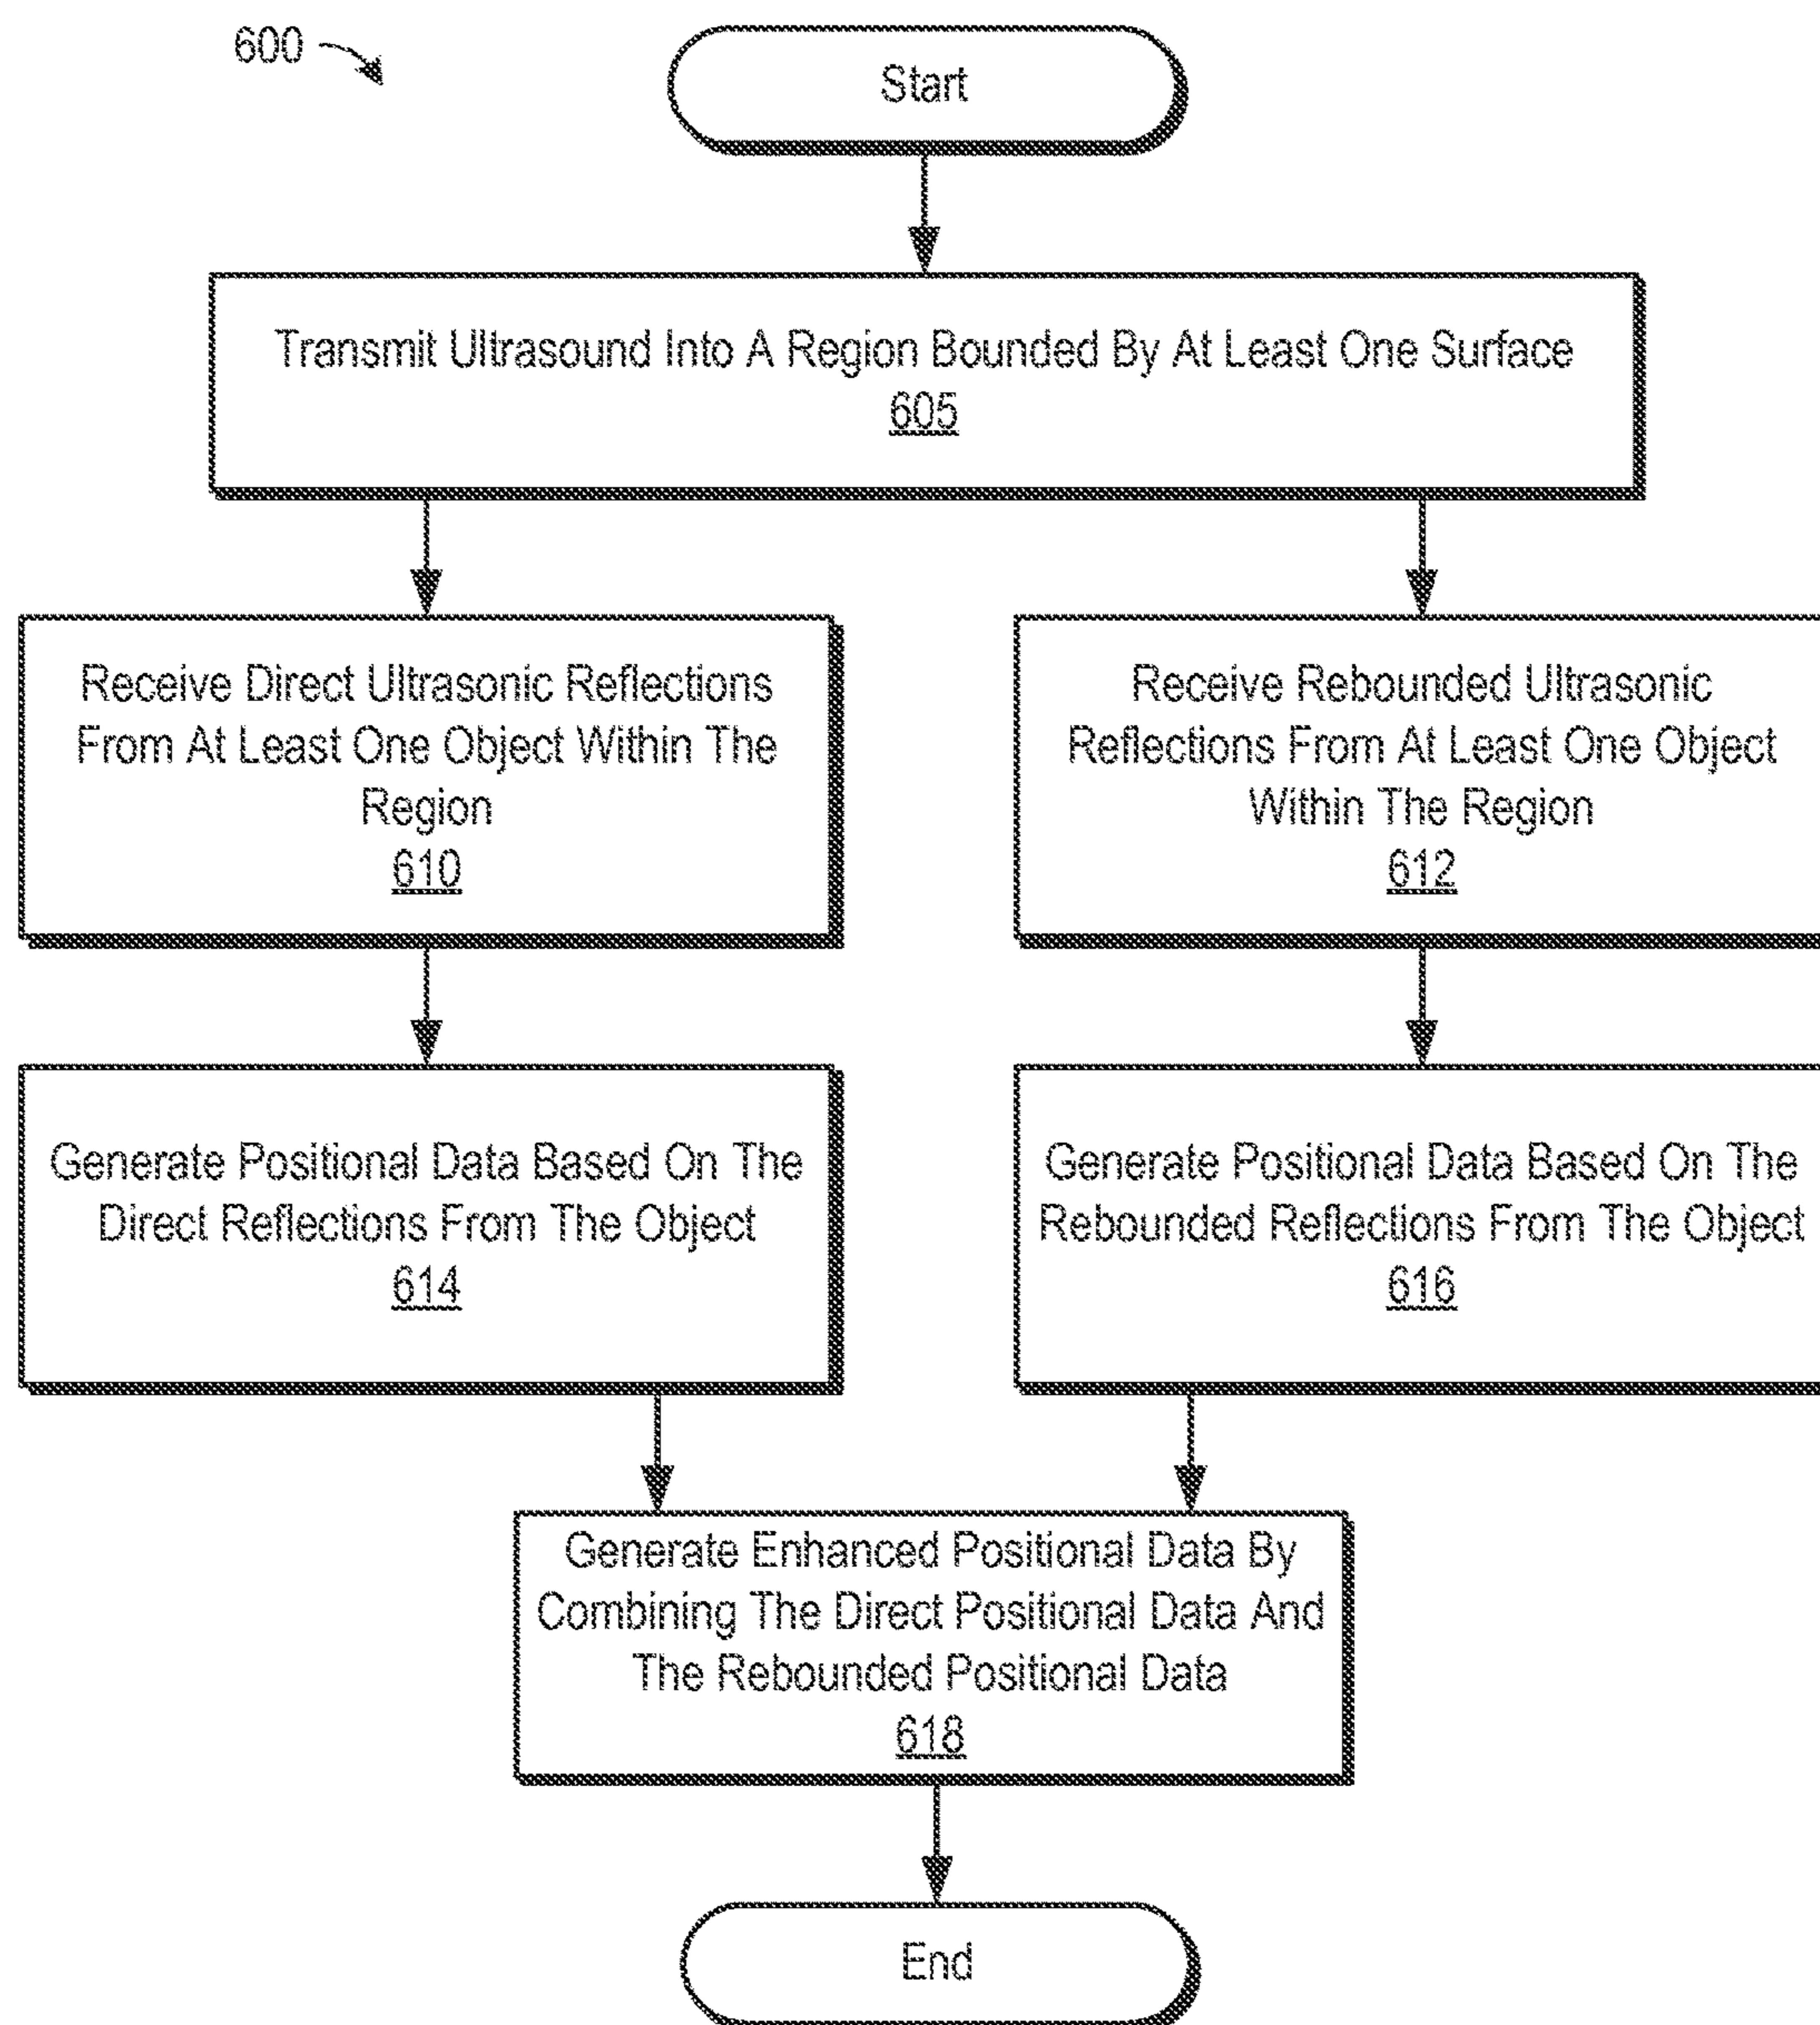 600
Start
Transmit Ultrasound Into A Region Bounded By At Least One Surface
605
Receive Direct Ultrasonic Reflections
From At Least One Object Within The
Region
610
Receive Rebounded Ultrasonic
Reflections From At Least One Object
Within The Region
612
Generate Positional Data Based On The
Direct Reflections From The Object
614
Generate Positional Data Based On The
Rebounded Reflections From The Object
616
Generate Enhanced Positional Data By
Combining The Direct Positional Data And
The Rebounded Positional Data
618
End